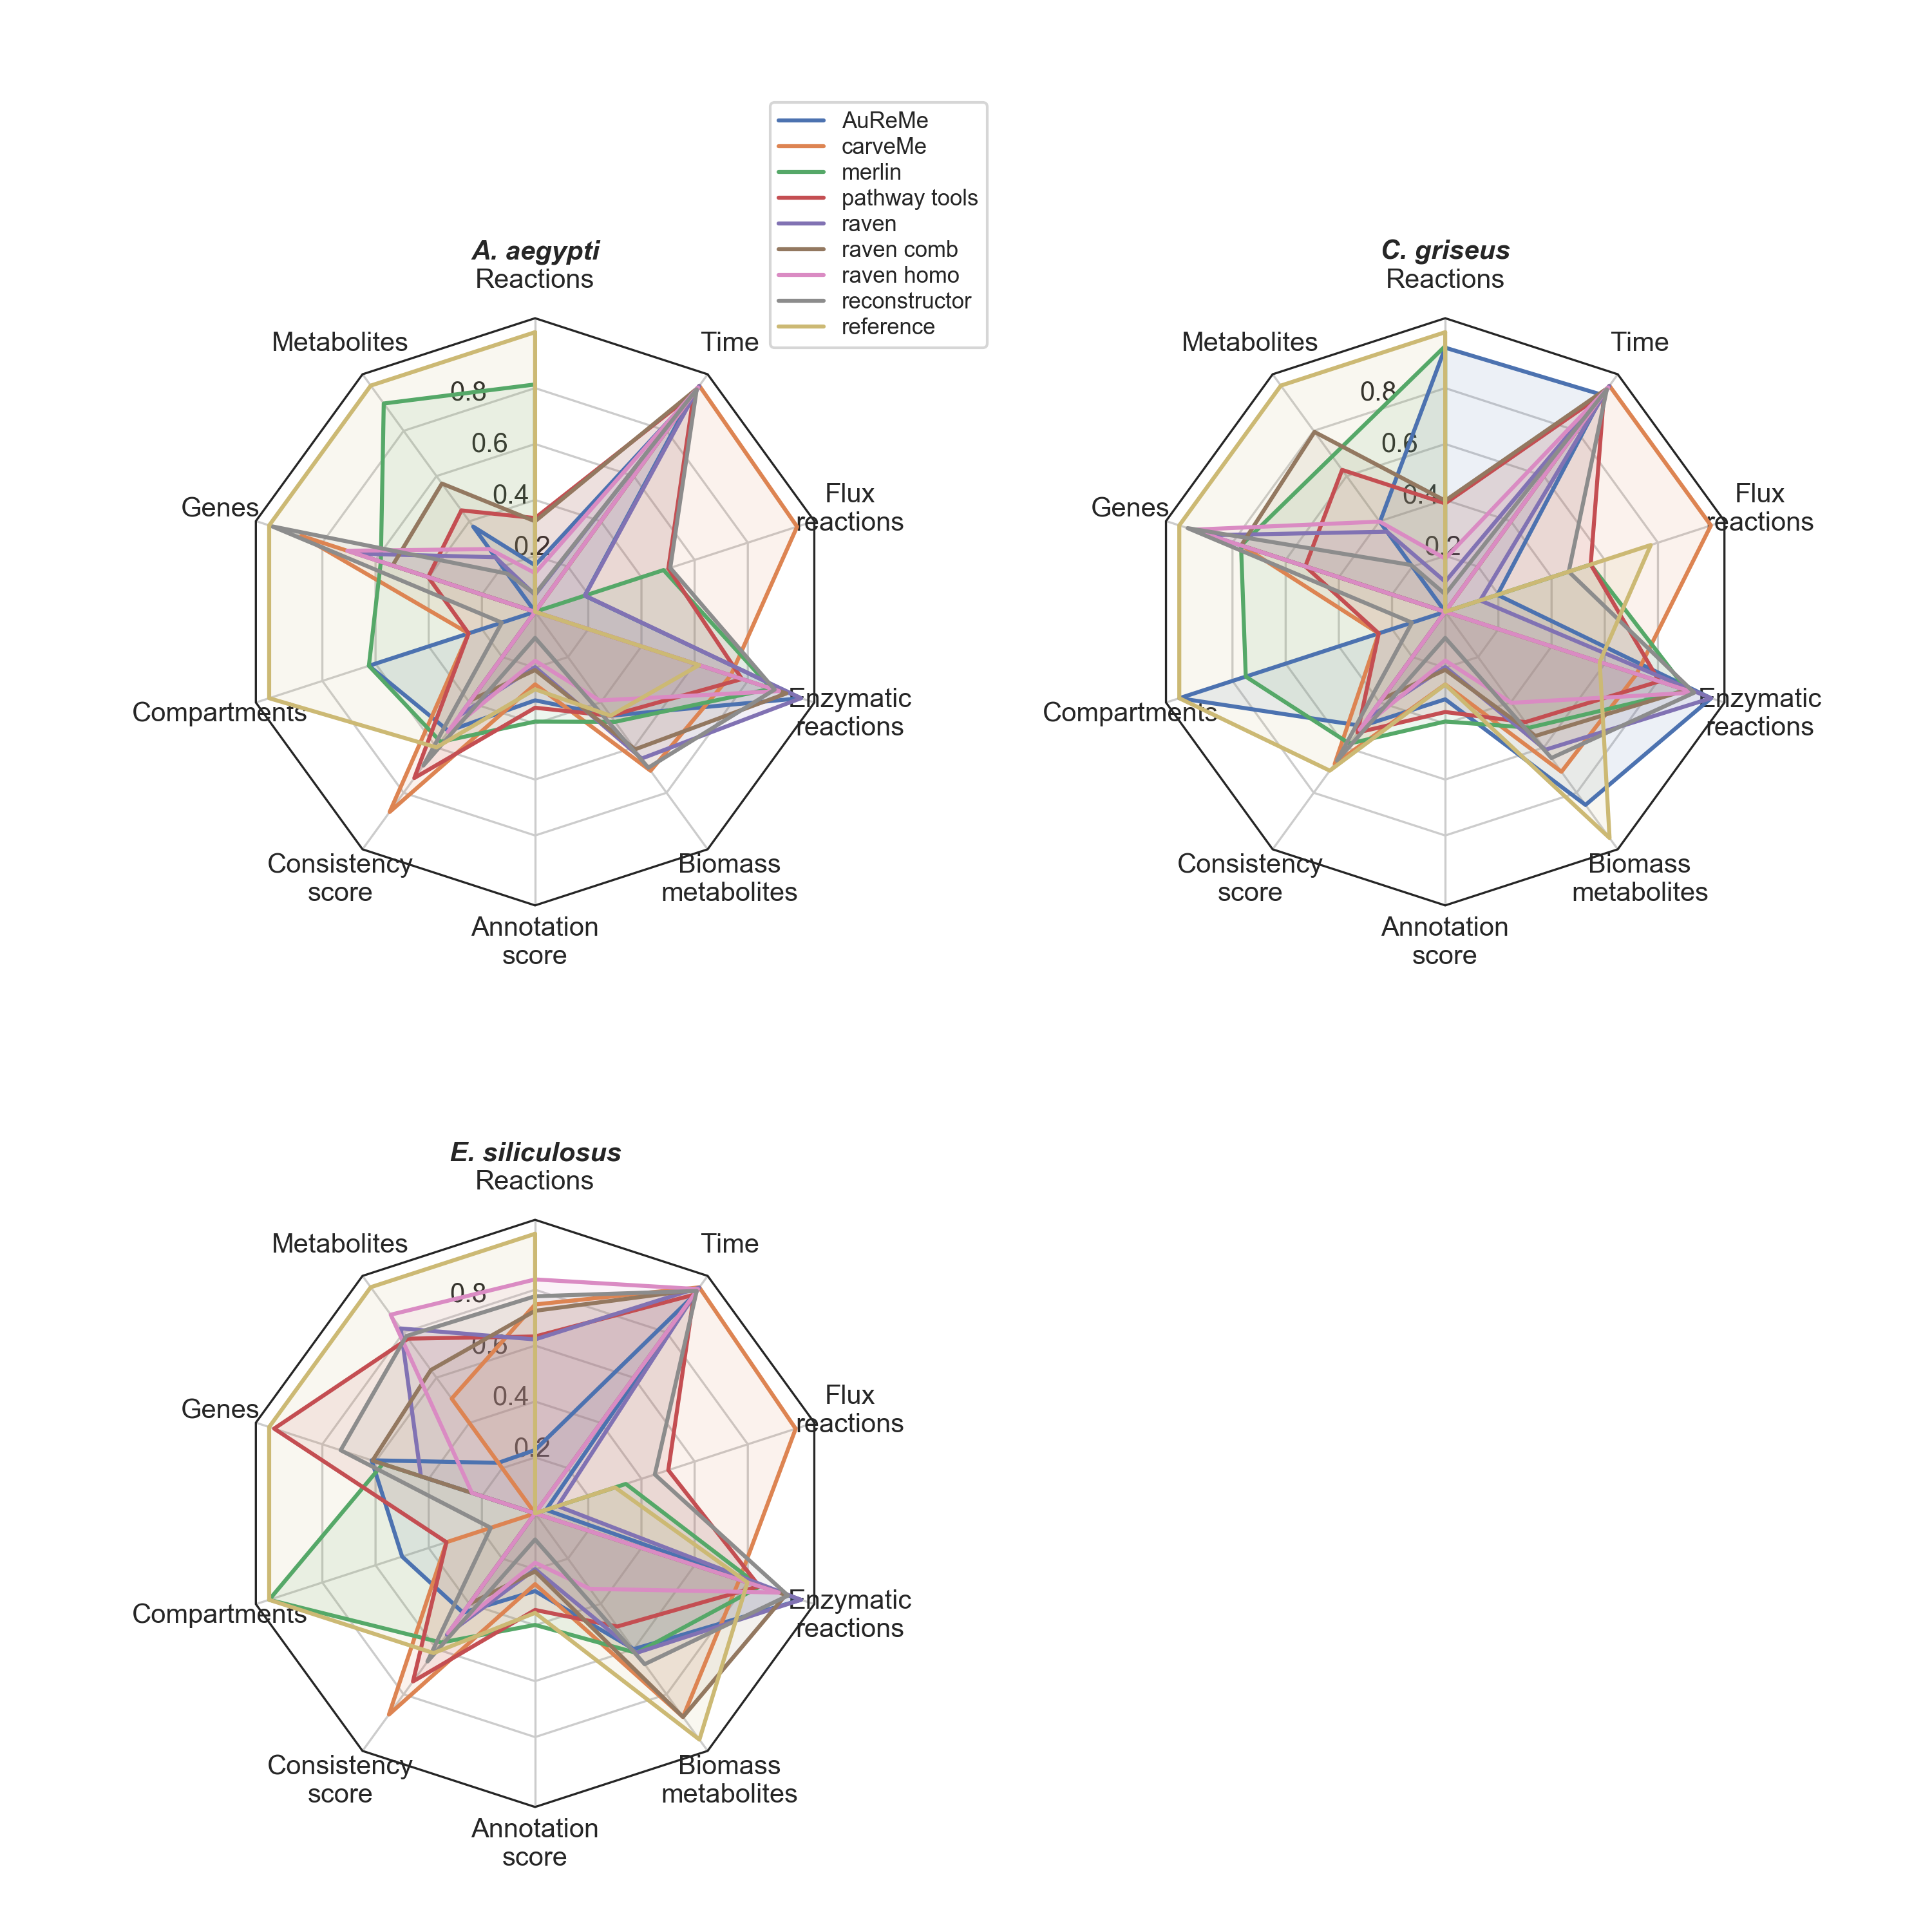 AuReMe
carveMe
merlin
pathway tools
raven
raven comb
raven homo
reconstructor
reference
A. aegypti
Reactions
Metabolites
Time
Genes
Flux
reactions
0.8
0.6
0.4
0.2
Compartments
Enzymatic
reactions
Consistency
score
Biomass
metabolites
Annotation
score
C. griseus
Reactions
Metabolites
Time
Genes
Flux
reactions
0.8
0.6
0.4
0.2
Compartments
Enzymatic
reactions
Consistency
score
Biomass
metabolites
Annotation
score
E. siliculosus
Reactions
Metabolites
Time
Genes
Flux
reactions
0.8
0.6
0.4
0.2
Compartments
Enzymatic
reactions
Consistency
score
Biomass
metabolites
Annotation
score